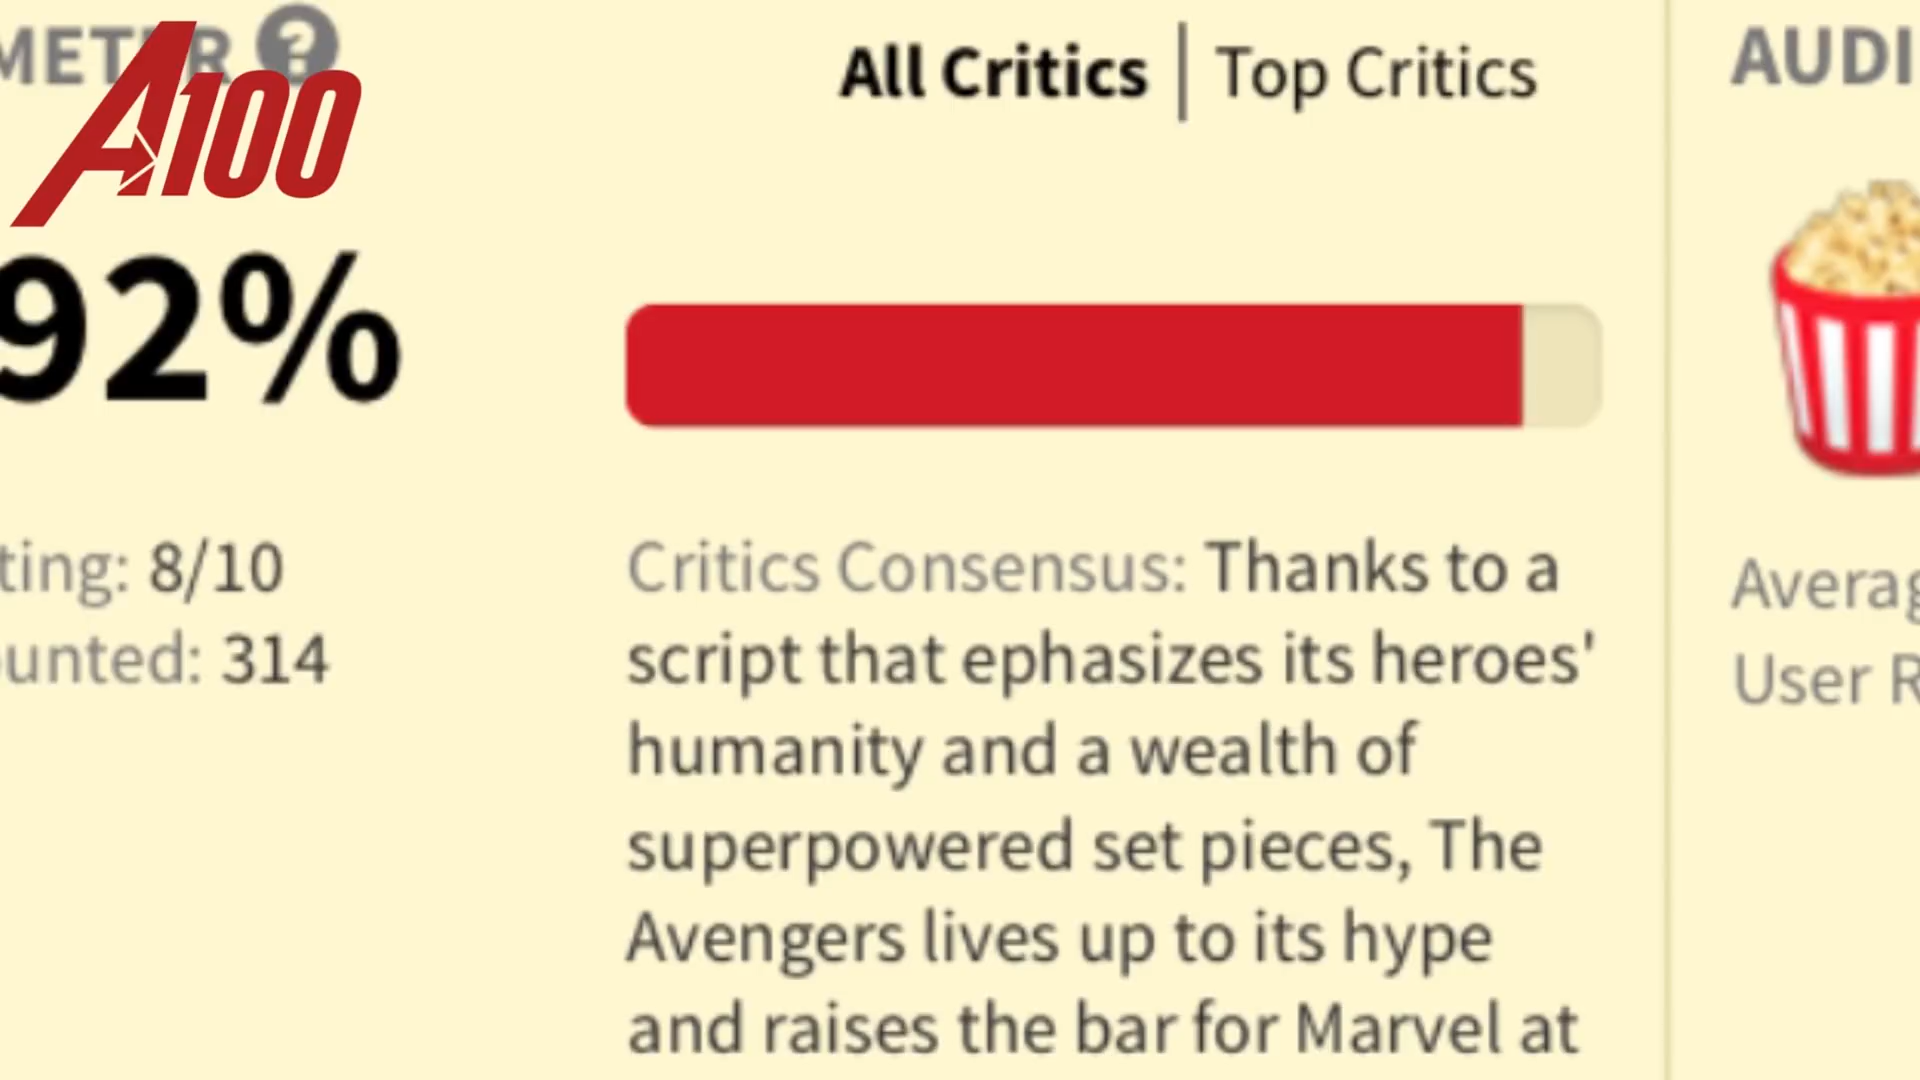 METER ?
A100
All Critics | Top Critics
AUDI
92%
ting: 8/10
ounted: 314
Critics Consensus: Thanks to a
script that ephasizes its heroes'
humanity and a wealth of
superpowered set pieces, The
Avengers lives up to its hype
and raises the bar for Marvel at
Averag
User R